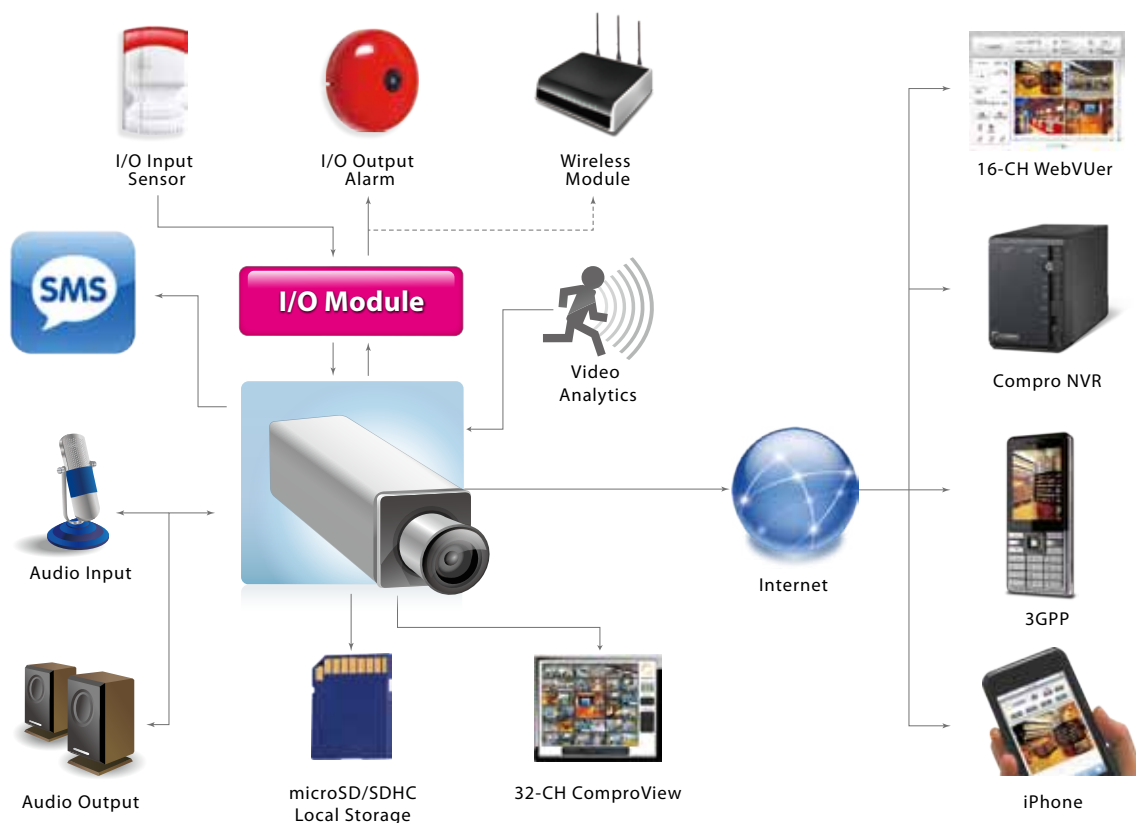 I/O Input
Sensor
I/O Output
Alarm
Wireless
Module
16-CH WebVUer
SMS
I/O Module
Video
Analytics
Compro NVR
Audio Input
Internet
3GPP
Audio Output
microSD/SDHC
Local Storage
32-CH ComproView
iPhone